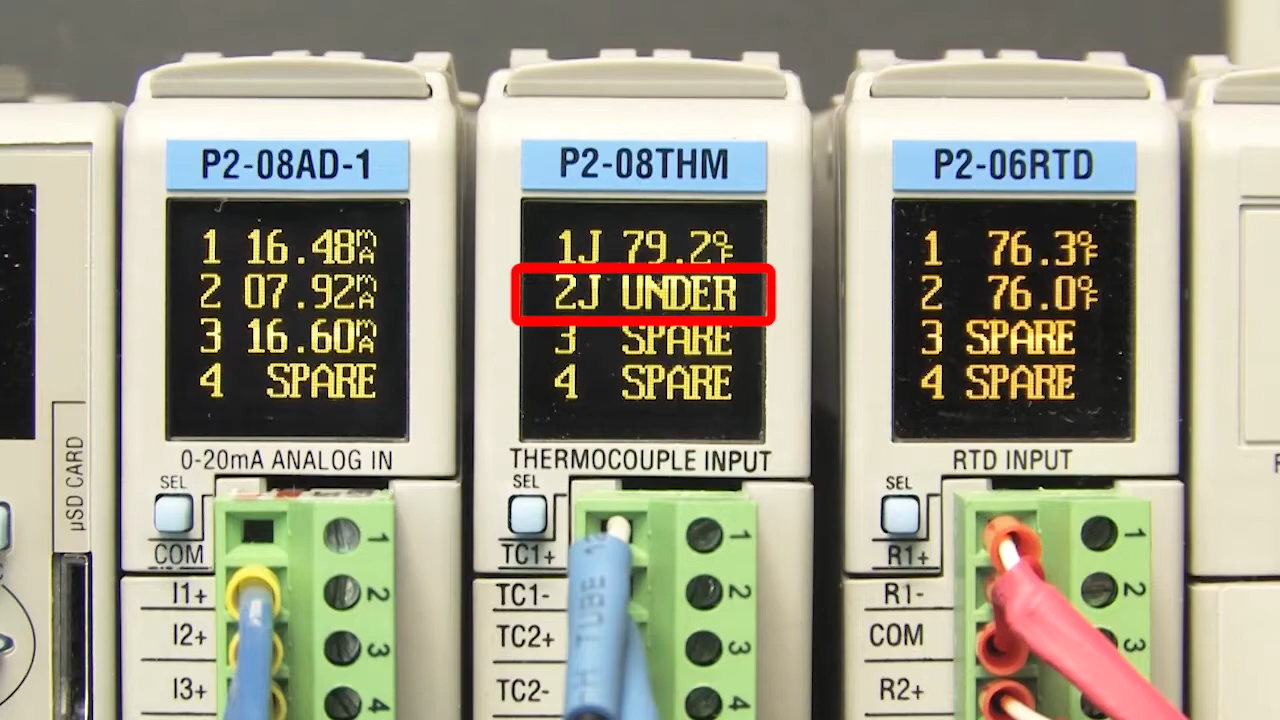 P2-08AD-1
1 16.48mA
2 07.92mA
3 16.60mA
4 SPARE
0-20mA ANALOG IN
SEL
COM
I1+
I2+
I3+
1
2
3
4
P2-08THM
1J 79.2°F
2J UNDER
3 SPARE
4 SPARE
THERMOCOUPLE INPUT
SEL
TC1+
TC1-
TC2+
TC2-
1
2
3
4
P2-06RTD
1 76.3°F
2 76.0°F
3 SPARE
4 SPARE
RTD INPUT
SEL
R1+
R1-
COM
R2+
1
2
3
µSD CARD